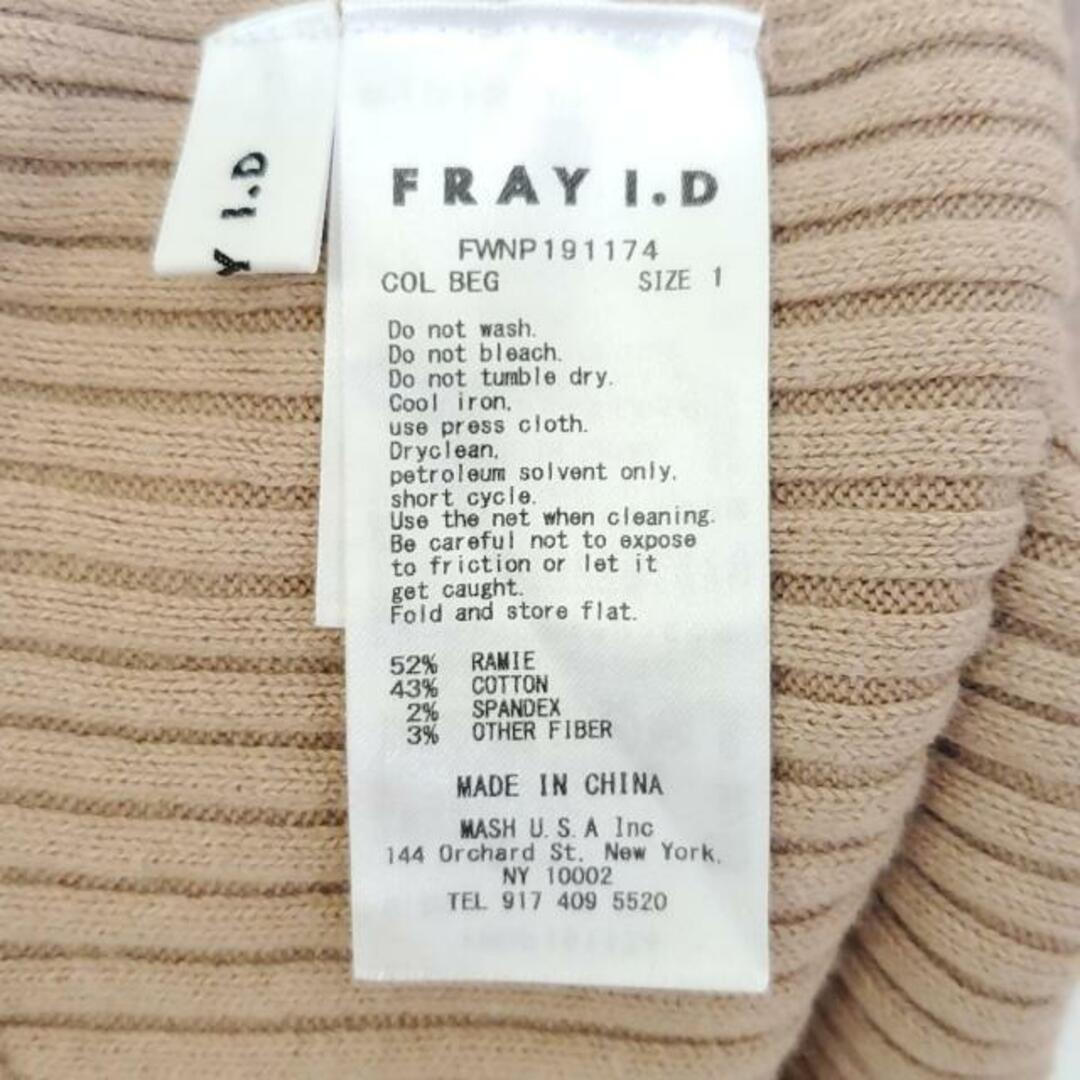 Y I.D
FRAY I.D
FWNP191174
COL BEG SIZE 1
Do not wash.
Do not bleach.
Do not tumble dry.
Cool iron,
use press cloth.
Dryclean,
petroleum solvent only,
short cycle.
Use the net when cleaning.
Be careful not to expose
to friction or let it
get caught.
Fold and store flat.
52% RAMIE
43% COTTON
2% SPANDEX
3% OTHER FIBER
MADE IN CHINA
MASH U.S.A Inc
144 Orchard St. New York,
NY 10002
TEL 917 409 5520